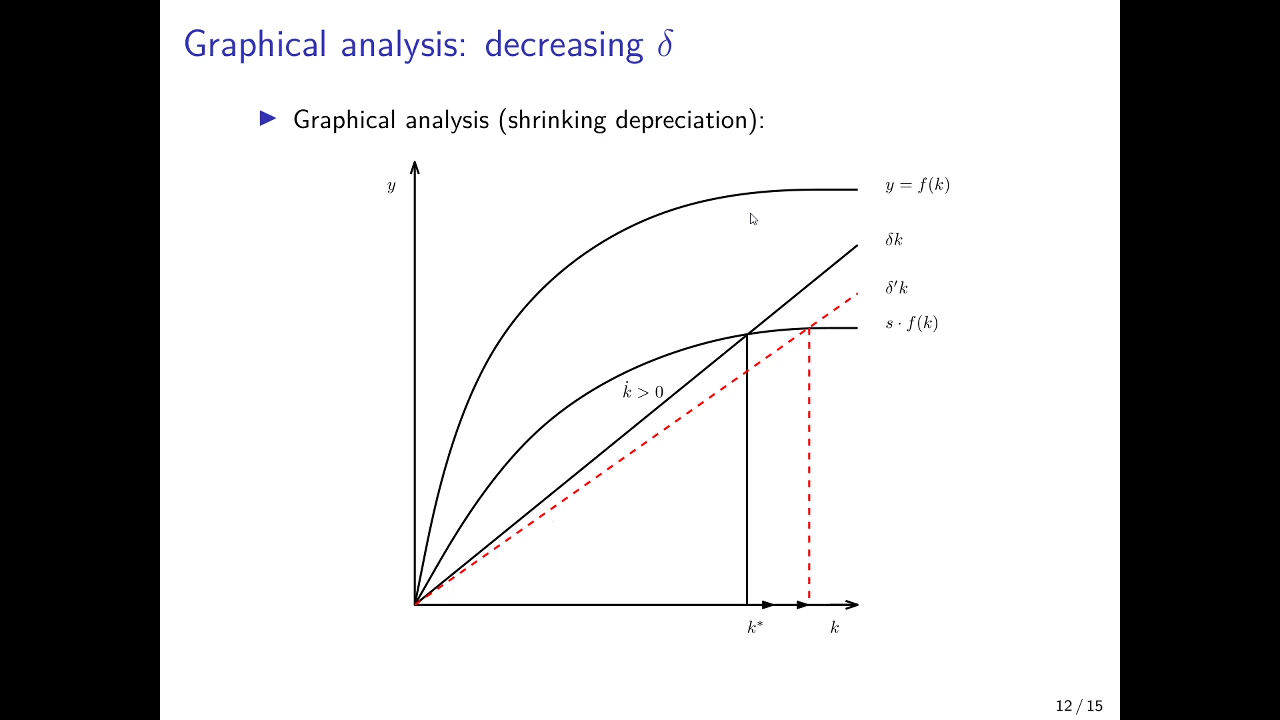 Graphical analysis: decreasing δ
Graphical analysis (shrinking depreciation):
y
y = f(k)
δk
δ′k
s · f(k)
k̇ > 0
k*
k
12 / 15